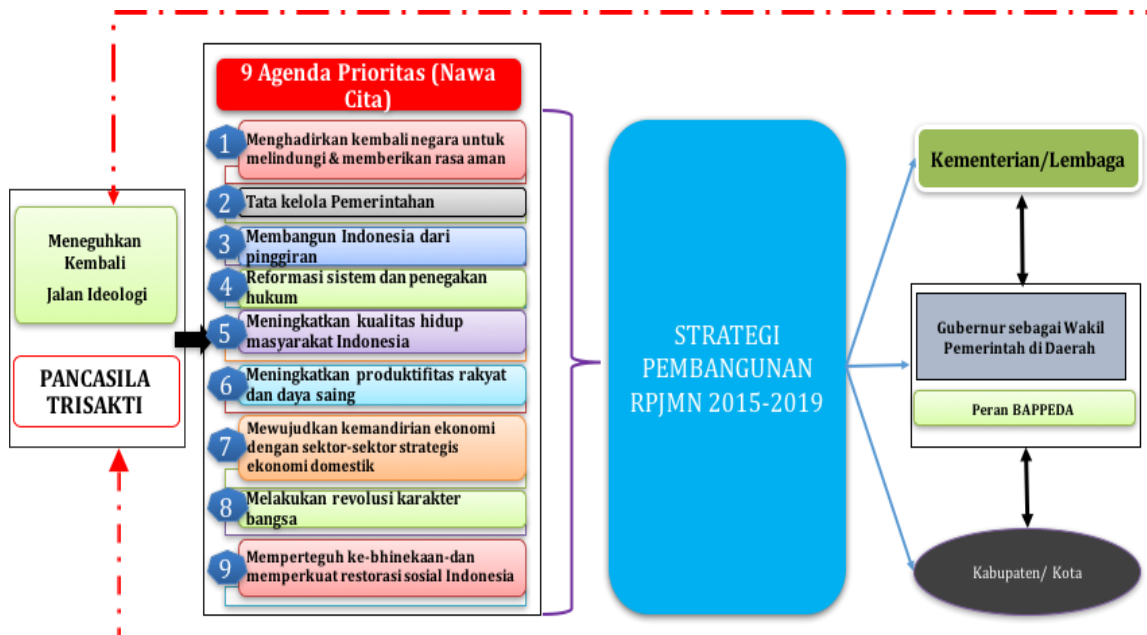 Meneguhkan
Kembali
Jalan Ideologi
PANCASILA
TRISAKTI
9 Agenda Prioritas (Nawa
Cita)
1
Menghadirkan kembali negara untuk
melindungi & memberikan rasa aman
2
Tata kelola Pemerintahan
3
Membangun Indonesia dari
pinggiran
4
Reformasi sistem dan penegakan
hukum
5
Meningkatkan kualitas hidup
masyarakat Indonesia
6
Meningkatkan produktifitas rakyat
dan daya saing
7
Mewujudkan kemandirian ekonomi
dengan sektor-sektor strategis
ekonomi domestik
8
Melakukan revolusi karakter
bangsa
9
Memperteguh ke-bhinekaan-dan
memperkuat restorasi sosial Indonesia
STRATEGI
PEMBANGUNAN
RPJMN 2015-2019
Kementerian/Lembaga
Gubernur sebagai Wakil
Pemerintah di Daerah
Peran BAPPEDA
Kabupaten/ Kota